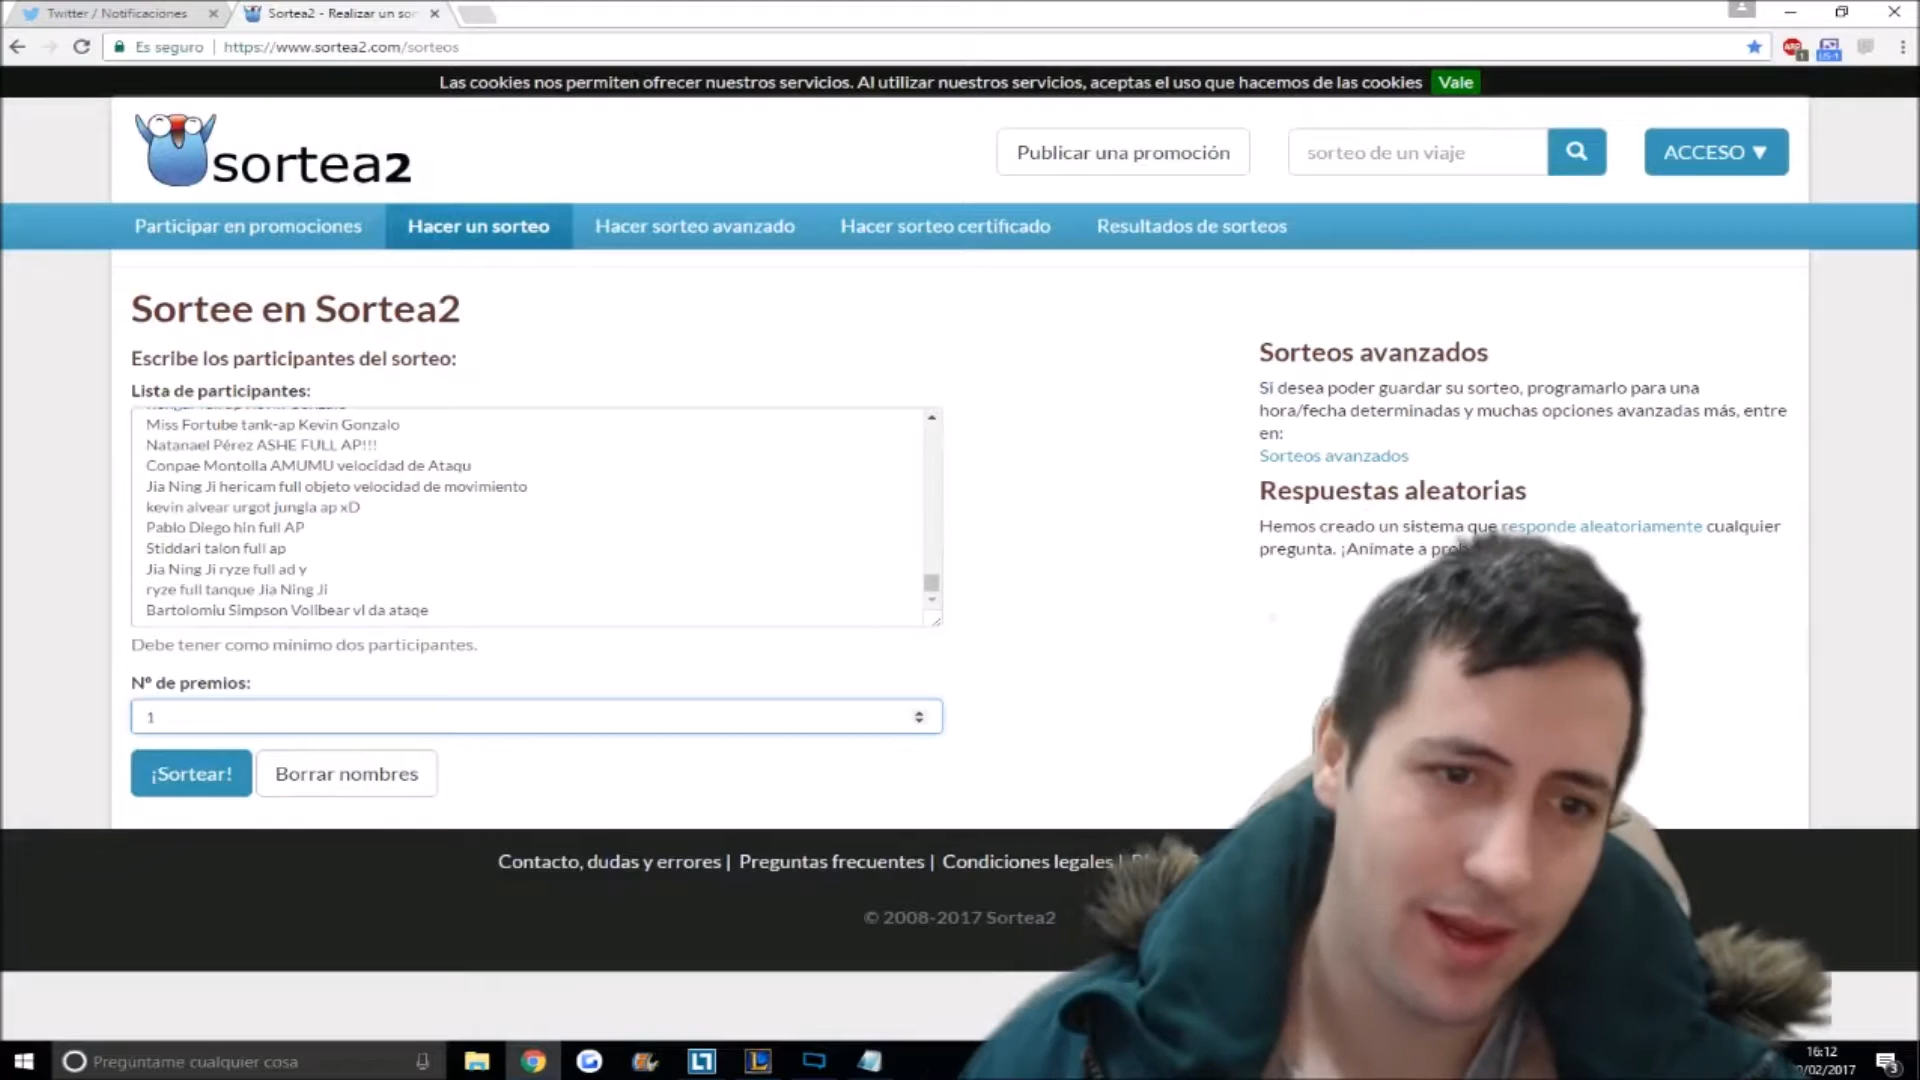 Twitter / Notificaciones
Sortea2 - Realizar un sor
Es seguro
https://www.sortea2.com/sorteos
Las cookies nos permiten ofrecer nuestros servicios. Al utilizar nuestros servicios, aceptas el uso que hacemos de las cookies
Vale
sortea2
Publicar una promoción
sorteo de un viaje
ACCESO ▼
Participar en promociones
Hacer un sorteo
Hacer sorteo avanzado
Hacer sorteo certificado
Resultados de sorteos
Sortee en Sortea2
Escribe los participantes del sorteo:
Lista de participantes:
Miss Fortube tank-ap Kevin Gonzalo
Natanael Pérez ASHE FULL AP!!!
Conpae Montolla AMUMU velocidad de Ataqu
Jia Ning Ji hericam full objeto velocidad de movimiento
kevin alvear urgot jungla ap xD
Pablo Diego hin full AP
Stiddari talon full ap
Jia Ning Ji ryze full ad y
ryze full tanque Jia Ning Ji
Bartolomiu Simpson Volibear vl da ataqe
Debe tener como mínimo dos participantes.
Nº de premios:
1
¡Sortear!
Borrar nombres
Sorteos avanzados
Si desea poder guardar su sorteo, programarlo para una
hora/fecha determinadas y muchas opciones avanzadas más, entre
en:
Sorteos avanzados
Respuestas aleatorias
Hemos creado un sistema que responde aleatoriamente cualquier
pregunta. ¡Anímate a
Contacto, dudas y errores | Preguntas frecuentes | Condiciones legales |
© 2008-2017 Sortea2
Pregúntame cualquier cosa
16:12
0/02/2017
3